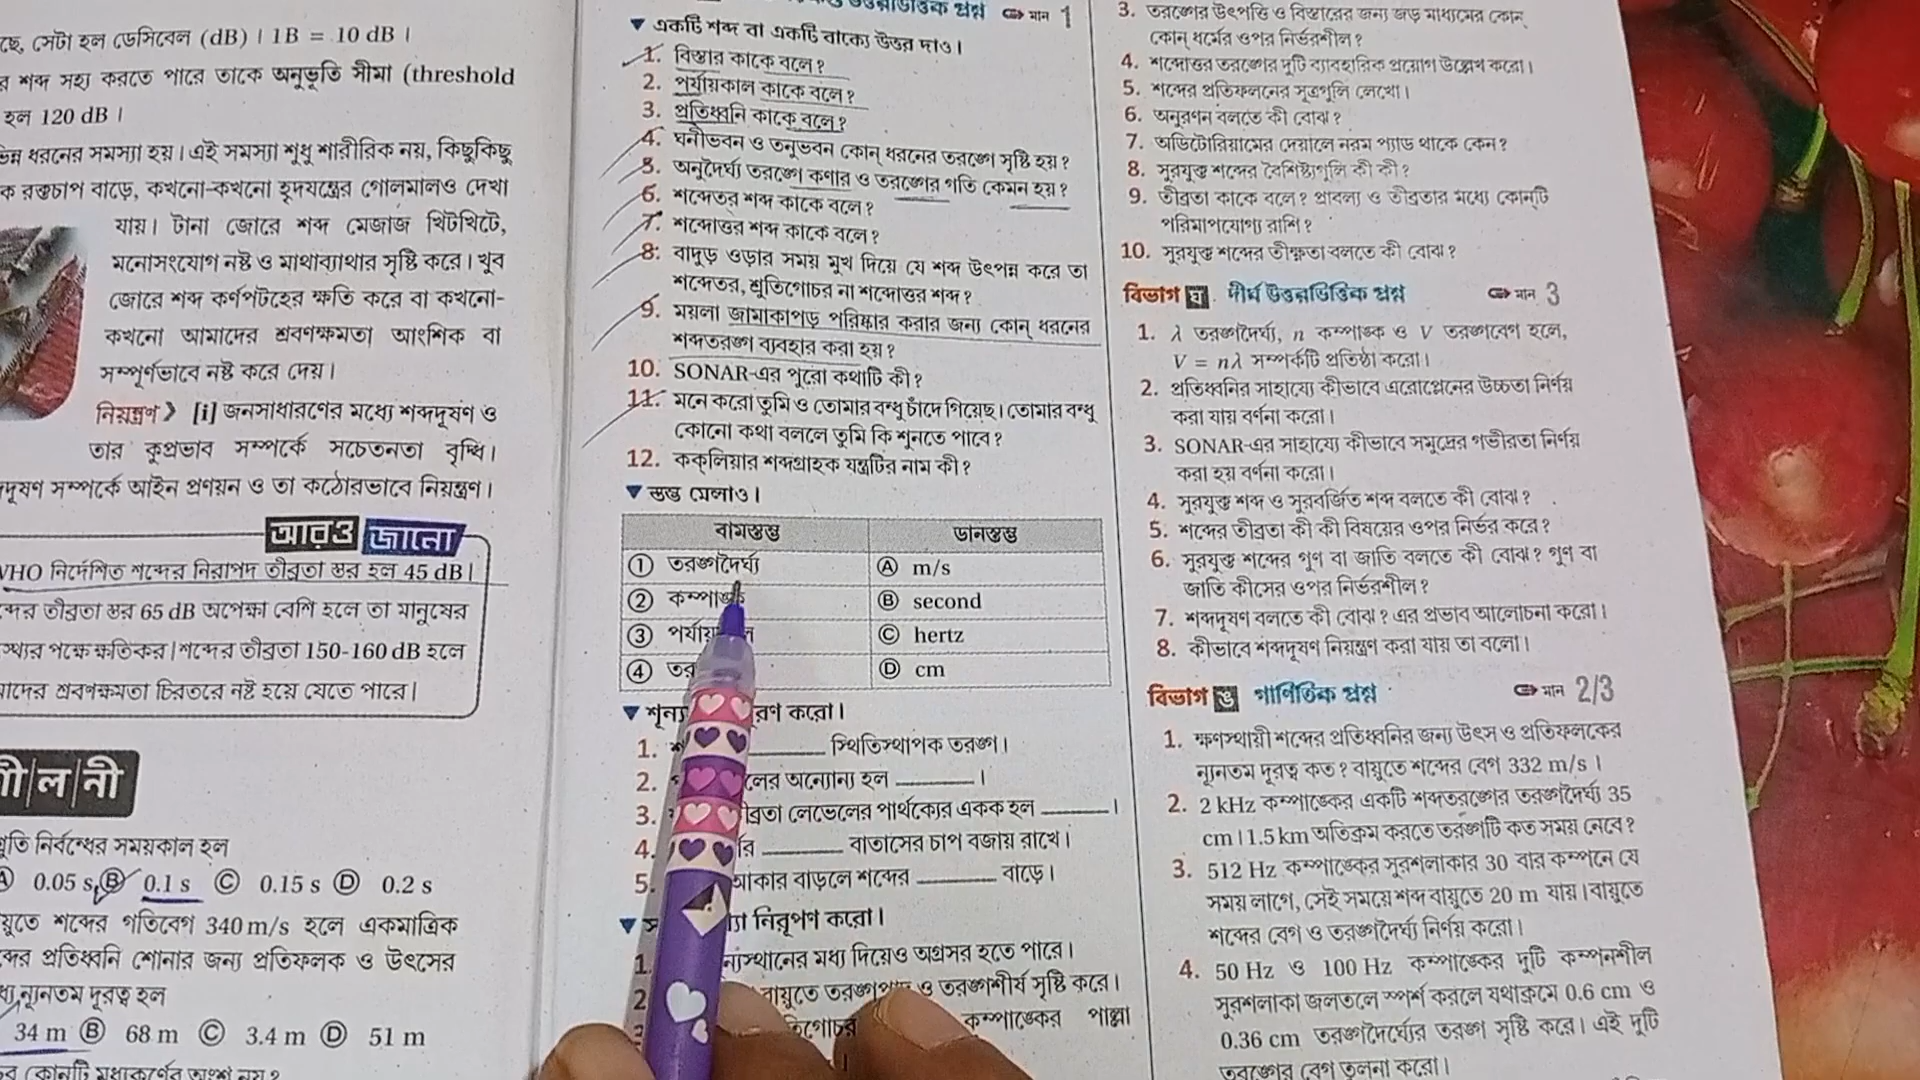 ছে, সেটা হল ডেসিবেল (dB)। 1B = 10 dB।
র শব্দ সহ্য করতে পারে তাকে অনুভূতি সীমা (threshold
হল 120 dB।
ধরনের সমস্যা হয়। এই সমস্যা শুধু শারীরিক নয়, কিছুকিছু
ক রক্তচাপ বাড়ে, কখনো-কখনো হৃদযন্ত্রের গোলমালও দেখা
যায়। টানা জোরে শব্দ মেজাজ খিটখিটে,
মনোসংযোগ নষ্ট ও মাথাব্যাথার সৃষ্টি করে। খুব
জোরে শব্দ কর্ণপটহের ক্ষতি করে বা কখনো-
কখনো আমাদের শ্রবণক্ষমতা আংশিক বা
সম্পূর্ণভাবে নষ্ট করে দেয়।
নিয়ন্ত্রণ》 [i] জনসাধারণের মধ্যে শব্দদূষণ ও
তার কুপ্রভাব সম্পর্কে সচেতনতা বৃদ্ধি।
দূষণ সম্পর্কে আইন প্রণয়ন ও তা কঠোরভাবে নিয়ন্ত্রণ।
আরও জানো
WHO নির্দেশিত শব্দের নিরাপদ তীব্রতা স্তর হল 45 dB।
ব্দের তীব্রতা স্তর 65 dB অপেক্ষা বেশি হলে তা মানুষের
স্থ্যের পক্ষে ক্ষতিকর। শব্দের তীব্রতা 150-160 dB হলে
মাদের শ্রবণক্ষমতা চিরতরে নষ্ট হয়ে যেতে পারে।
শী|ল|নী
শ্রুতি নির্বন্ধের সময়কাল হল
Ⓐ 0.05 s Ⓑ 0.1 s Ⓒ 0.15 s Ⓓ 0.2 s
য়ুতে শব্দের গতিবেগ 340 m/s হলে একমাত্রিক
ব্দের প্রতিধ্বনি শোনার জন্য প্রতিফলক ও উৎসের
ধ্যে ন্যূনতম দূরত্ব হল
34 m Ⓑ 68 m Ⓒ 3.4 m Ⓓ 51 m
কোনটি মধ্যকর্ণের অংশ নয়?
উত্তরভিত্তিক প্রশ্ন মান 1
▼ একটি শব্দ বা একটি বাক্যে উত্তর দাও।
1. বিস্তার কাকে বলে?
2. পর্যায়কাল কাকে বলে?
3. প্রতিধ্বনি কাকে বলে?
4. ঘনীভবন ও তনুভবন কোন্ ধরনের তরঙ্গে সৃষ্টি হয়?
5. অনুদৈর্ঘ্য তরঙ্গে কণার ও তরঙ্গের গতি কেমন হয়?
6. শব্দেতর শব্দ কাকে বলে?
7. শব্দোত্তর শব্দ কাকে বলে?
8. বাদুড় ওড়ার সময় মুখ দিয়ে যে শব্দ উৎপন্ন করে তা
শব্দেতর, শ্রুতিগোচর না শব্দোত্তর শব্দ?
9. ময়লা জামাকাপড় পরিষ্কার করার জন্য কোন্ ধরনের
শব্দতরঙ্গ ব্যবহার করা হয়?
10. SONAR-এর পুরো কথাটি কী?
11. মনে করো তুমি ও তোমার বন্ধু চাঁদে গিয়েছ। তোমার বন্ধু
কোনো কথা বললে তুমি কি শুনতে পাবে?
12. কক্‌লিয়ার শব্দগ্রাহক যন্ত্রটির নাম কী?
▼ স্তম্ভ মেলাও।
বামস্তম্ভ ডানস্তম্ভ
① তরঙ্গদৈর্ঘ্য Ⓐ m/s
② কম্পাঙ্ক Ⓑ second
③ পর্যায় Ⓒ hertz
④ তর Ⓓ cm
▼ শূন্য রণ করো।
1. ______ স্থিতিস্থাপক তরঙ্গ।
2. লের অন্যোন্য হল ______।
3. তীব্রতা লেভেলের পার্থক্যের একক হল ______।
4. র ______ বাতাসের চাপ বজায় রাখে।
5. আকার বাড়লে শব্দের ______ বাড়ে।
▼ স নিরূপণ করো।
1. ন্যস্থানের মধ্য দিয়েও অগ্রসর হতে পারে।
2 বায়ুতে তরঙ্গপাদ ও তরঙ্গশীর্ষ সৃষ্টি করে।
তিগোচর কম্পাঙ্কের পাল্লা
3. তরঙ্গের উৎপত্তি ও বিস্তারের জন্য জড় মাধ্যমের কোন্
কোন্ ধর্মের ওপর নির্ভরশীল?
4. শব্দোত্তর তরঙ্গের দুটি ব্যাবহারিক প্রয়োগ উল্লেখ করো।
5. শব্দের প্রতিফলনের সূত্রগুলি লেখো।
6. অনুরণন বলতে কী বোঝ?
7. অডিটোরিয়ামের দেয়ালে নরম প্যাড থাকে কেন?
8. সুরযুক্ত শব্দের বৈশিষ্ট্যগুলি কী কী?
9. তীব্রতা কাকে বলে? প্রাবল্য ও তীব্রতার মধ্যে কোন্‌টি
পরিমাপযোগ্য রাশি?
10. সুরযুক্ত শব্দের তীক্ষ্ণতা বলতে কী বোঝ?
বিভাগ ঘ দীর্ঘ উত্তরভিত্তিক প্রশ্ন মান 3
1. λ তরঙ্গদৈর্ঘ্য, n কম্পাঙ্ক ও V তরঙ্গবেগ হলে,
V = nλ সম্পর্কটি প্রতিষ্ঠা করো।
2. প্রতিধ্বনির সাহায্যে কীভাবে এরোপ্লেনের উচ্চতা নির্ণয়
করা যায় বর্ণনা করো।
3. SONAR-এর সাহায্যে কীভাবে সমুদ্রের গভীরতা নির্ণয়
করা হয় বর্ণনা করো।
4. সুরযুক্ত শব্দ ও সুরবর্জিত শব্দ বলতে কী বোঝ?
5. শব্দের তীব্রতা কী কী বিষয়ের ওপর নির্ভর করে?
6. সুরযুক্ত শব্দের গুণ বা জাতি বলতে কী বোঝ? গুণ বা
জাতি কীসের ওপর নির্ভরশীল?
7. শব্দদূষণ বলতে কী বোঝ? এর প্রভাব আলোচনা করো।
8. কীভাবে শব্দদূষণ নিয়ন্ত্রণ করা যায় তা বলো।
বিভাগ ঙ গাণিতিক প্রশ্ন মান 2/3
1. ক্ষণস্থায়ী শব্দের প্রতিধ্বনির জন্য উৎস ও প্রতিফলকের
ন্যূনতম দূরত্ব কত? বায়ুতে শব্দের বেগ 332 m/s।
2. 2 kHz কম্পাঙ্কের একটি শব্দতরঙ্গের তরঙ্গদৈর্ঘ্য 35
cm। 1.5 km অতিক্রম করতে তরঙ্গটি কত সময় নেবে?
3. 512 Hz কম্পাঙ্কের সুরশলাকার 30 বার কম্পনে যে
সময় লাগে, সেই সময়ে শব্দ বায়ুতে 20 m যায়। বায়ুতে
শব্দের বেগ ও তরঙ্গদৈর্ঘ্য নির্ণয় করো।
4. 50 Hz ও 100 Hz কম্পাঙ্কের দুটি কম্পনশীল
সুরশলাকা জলতলে স্পর্শ করলে যথাক্রমে 0.6 cm ও
0.36 cm তরঙ্গদৈর্ঘ্যের তরঙ্গ সৃষ্টি করে। এই দুটি
তরঙ্গের বেগ তুলনা করো।